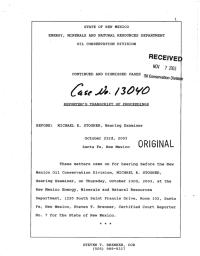 1
STATE OF NEW MEXICO
ENERGY, MINERALS AND NATURAL RESOURCES DEPARTMENT
OIL CONSERVATION DIVISION
RECEIVED
NOV 7 2003
Oil Conservation Division
CONTINUED AND DISMISSED CASES
Case No. 13040
REPORTER'S TRANSCRIPT OF PROCEEDINGS
BEFORE: MICHAEL E. STOGNER, Hearing Examiner
October 23rd, 2003
Santa Fe, New Mexico
ORIGINAL
These matters came on for hearing before the New
Mexico Oil Conservation Division, MICHAEL E. STOGNER,
Hearing Examiner, on Thursday, October 23rd, 2003, at the
New Mexico Energy, Minerals and Natural Resources
Department, 1220 South Saint Francis Drive, Room 102, Santa
Fe, New Mexico, Steven T. Brenner, Certified Court Reporter
No. 7 for the State of New Mexico.
* * *
STEVEN T. BRENNER, CCR
(505) 989-9317